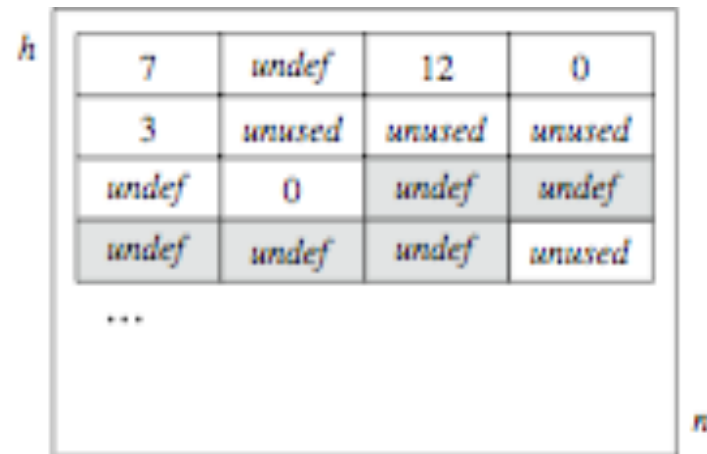 h
7 undef 12 0
3 unused unused unused
undef 0 undef undef
undef undef undef unused
...
n